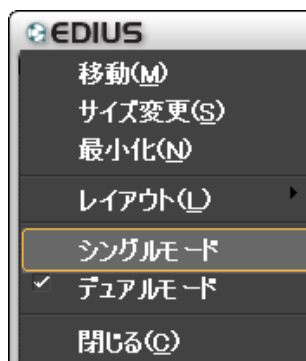 EDIUS
移動(M)
サイズ変更(S)
最小化(N)
レイアウト(L)
シングルモード
デュアルモード
閉じる(C)